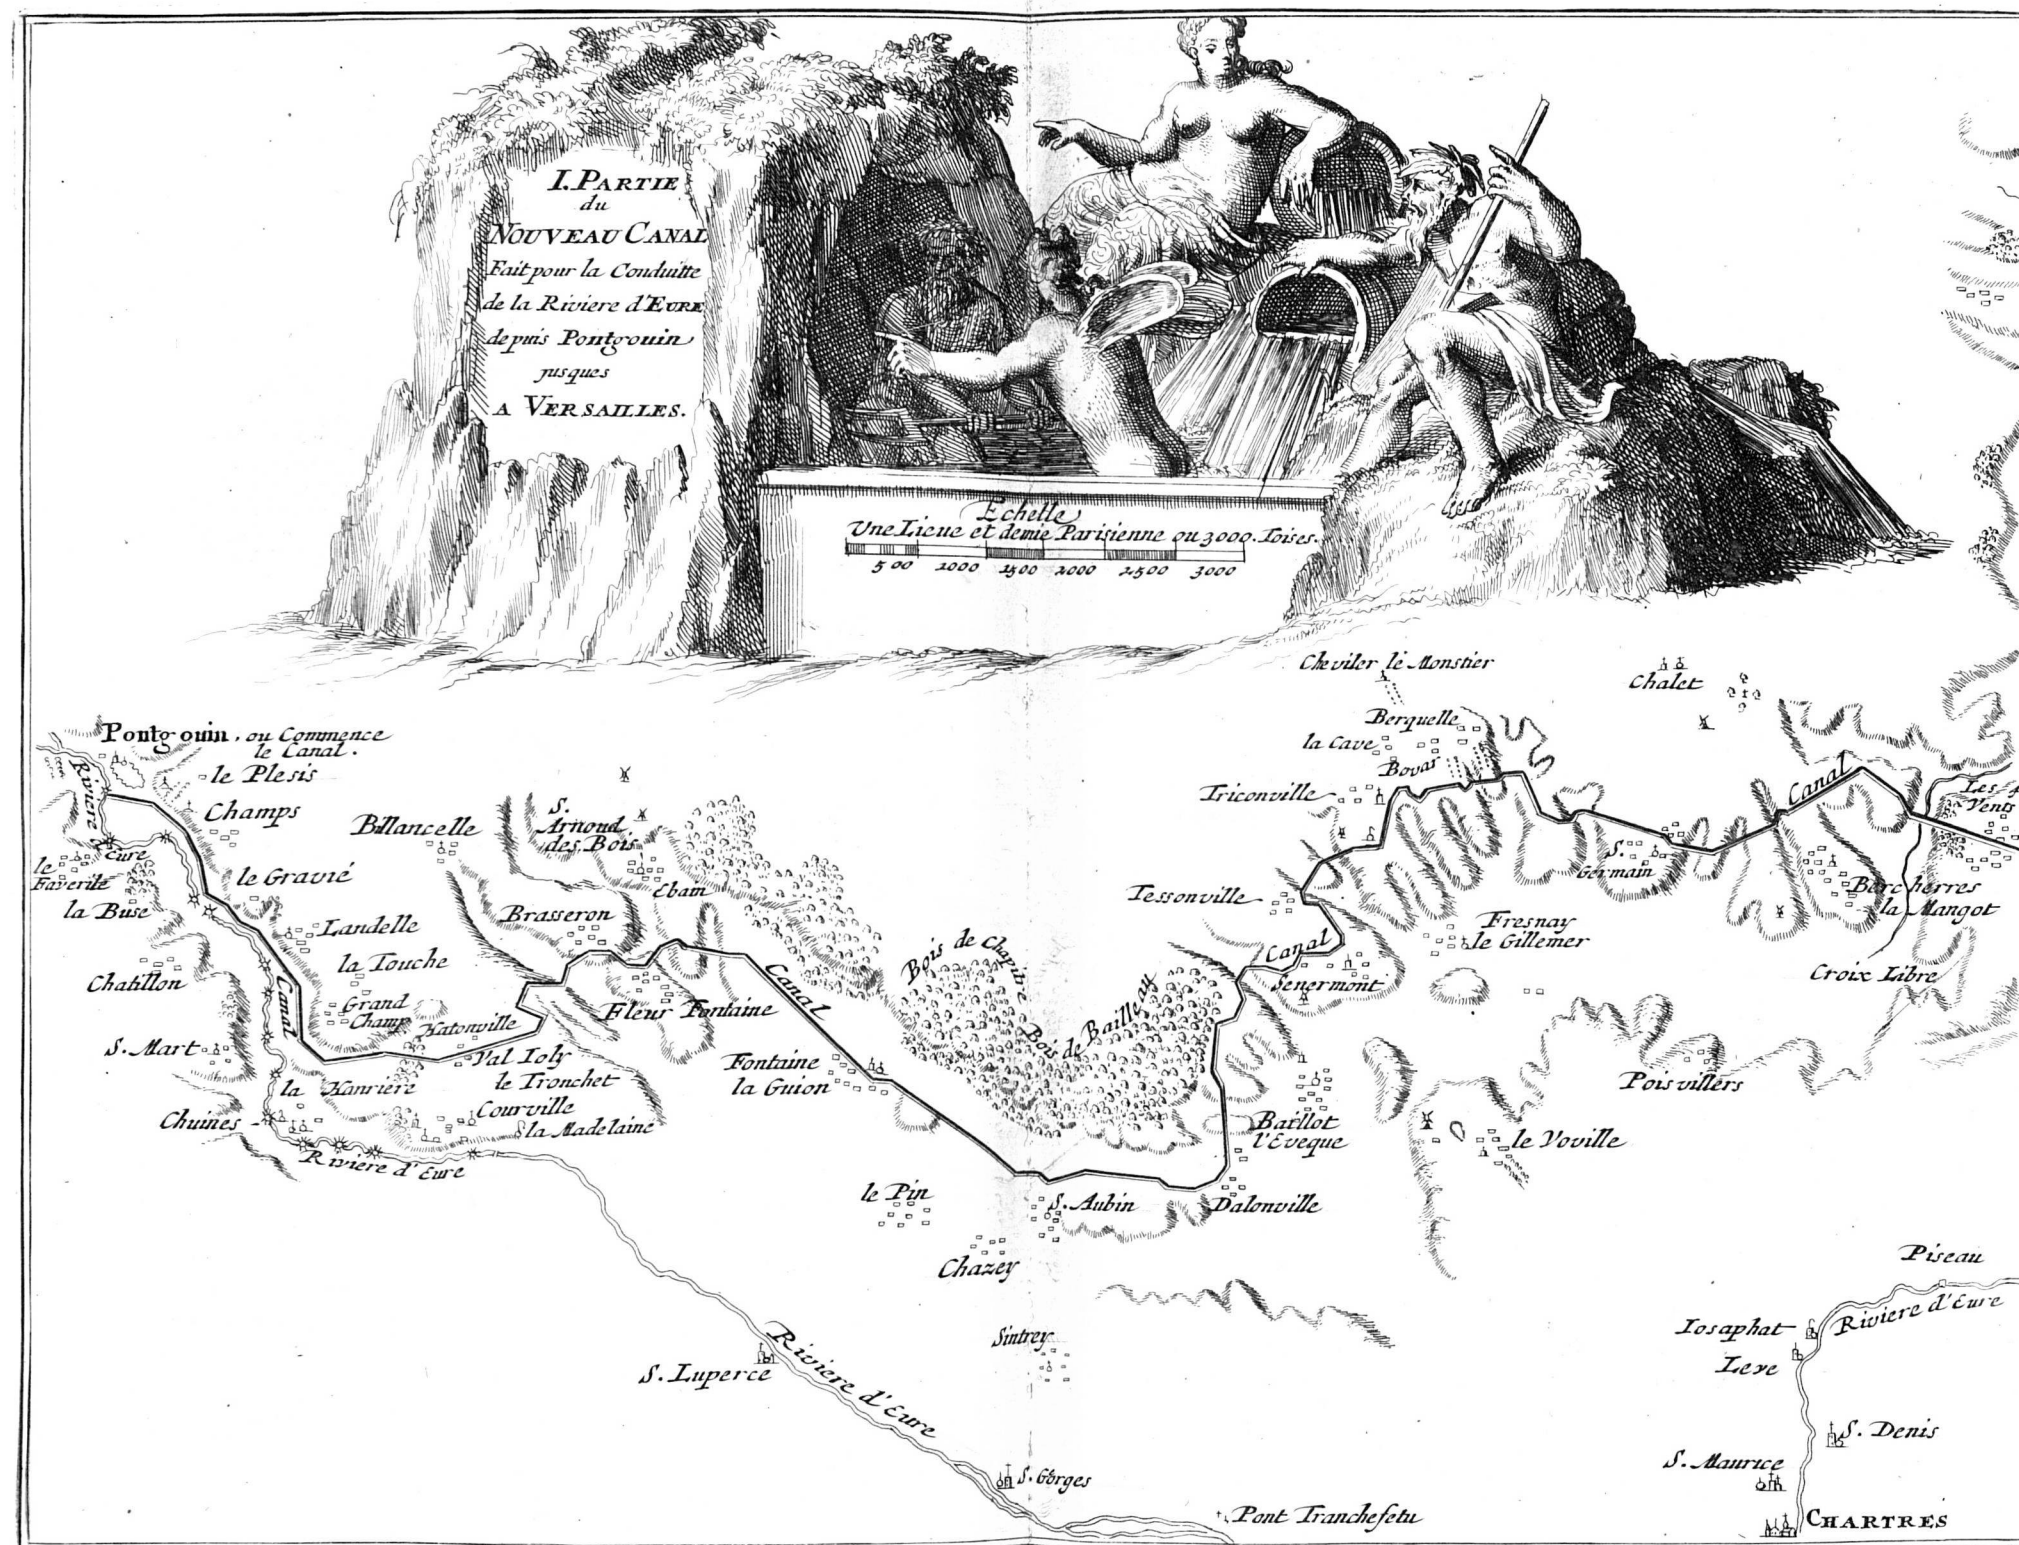 I. PARTIE
du
NOUVEAU CANAL
Fait pour la Conduitte
de la Riviere d'EURE
depuis Pontgouin
jusques
A VERSAILLES.
Echelle
Une Lieue et demie Parisienne ou 3000. Toises.
500 1000 1500 2000 2500 3000
Cheviler le Monstier
Chalet
Berquelle
la Cave
Bovar
Triconville
Pontgouin, ou Commence
le Canal.
le Plesis
Champs
Riviere d'Eure
le
Faverile
la Buse
Billancelle
S.
Arnoud
des Bois
Ebain
le Gravié
Landelle
la Touche
Brasseron
Chatillon
Canal
Grand
Champ
Hatonville
Fleur Fontaine
Canal
S. Mart
Val Ioly
la Hanriere
le Tronchet
Courville
la Madelaine
Chuines
Riviere d'Eure
Fontaine
la Guion
Bois de Chapitre
Bois de Bailleau
Tessonville
Canal
Senermont
Fresnay
le Gillemer
S.
Germain
Canal
Les 4
Vents
Bercherres
la Mangot
Croix Libre
Poisvillers
Baillot
l'Eveque
le Voville
le Pin
S. Aubin
Dalonville
Chazey
Sintrey
Piseau
Riviere d'Eure
Iosaphat
Leve
S. Luperce
Riviere d'Eure
S. Denis
S. Maurice
S. Gorges
Pont Tranchefetu
CHARTRES